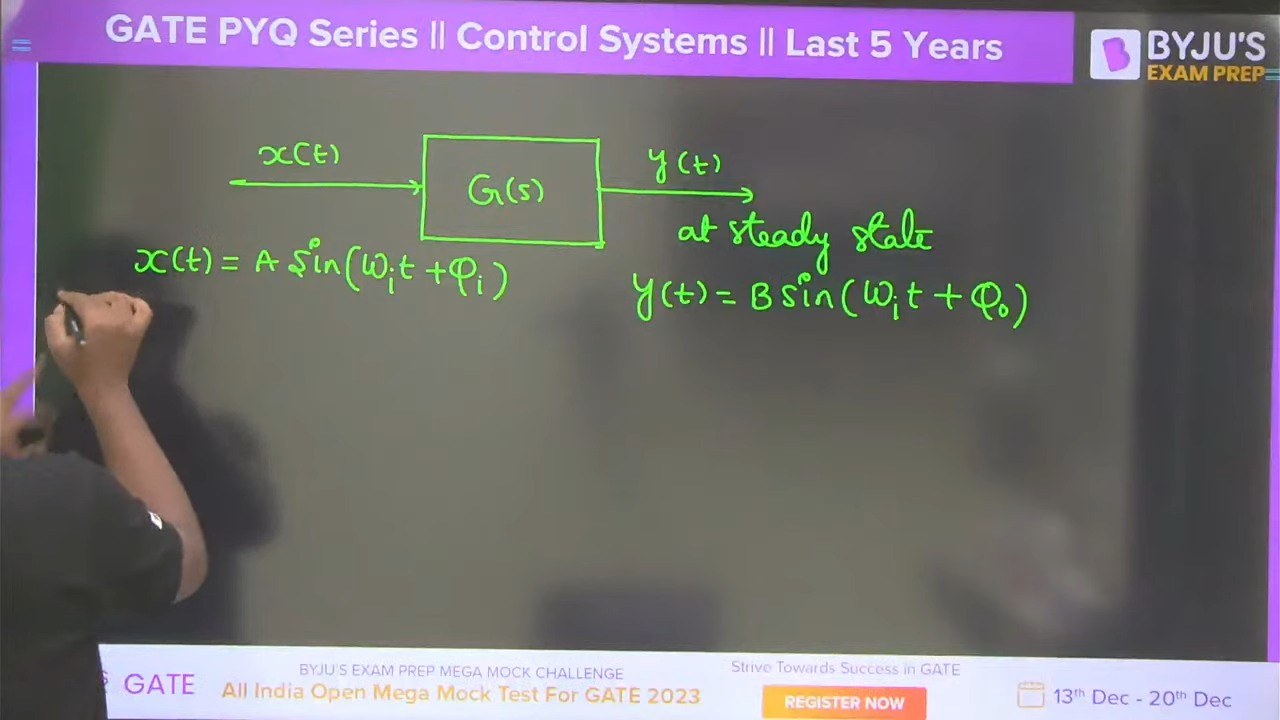 GATE PYQ Series || Control Systems || Last 5 Years
BYJU'S
EXAM PREP
x(t)
G(s)
y(t)
at steady state
x(t) = A Sin(ωᵢt + φᵢ)
y(t) = B sin(ωᵢt + φ₀)
GATE
BYJU'S EXAM PREP MEGA MOCK CHALLENGE
All India Open Mega Mock Test For GATE 2023
Strive Towards Success in GATE
REGISTER NOW
13th Dec - 20th Dec